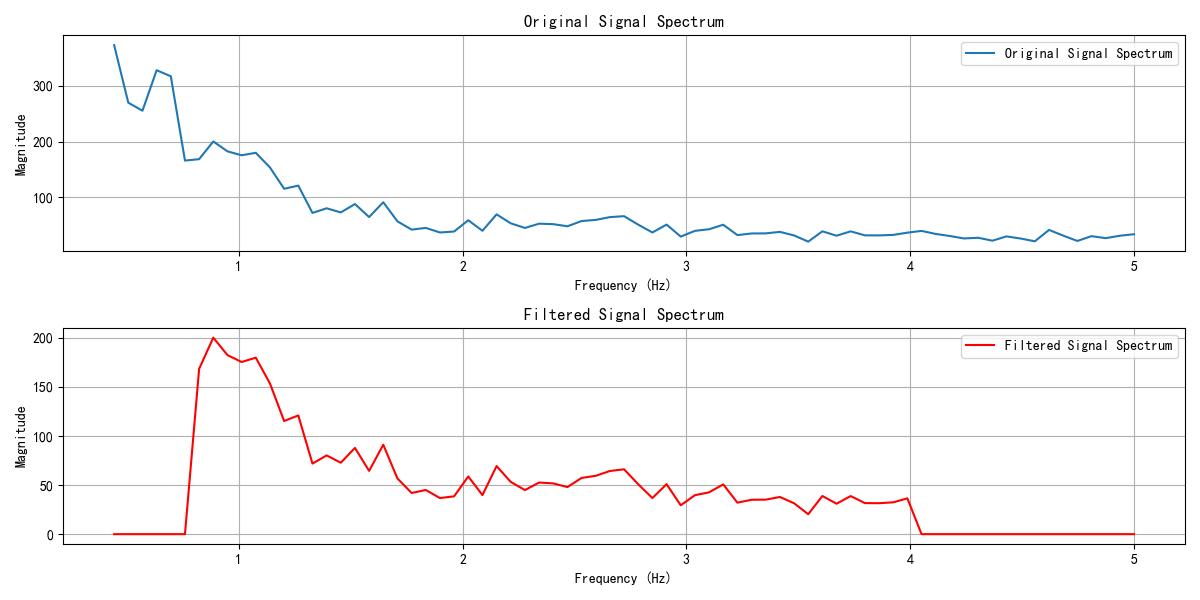 Original Signal Spectrum
Original Signal Spectrum
Magnitude
300
200
100
1 2 3 4 5
Frequency (Hz)
Filtered Signal Spectrum
Filtered Signal Spectrum
Magnitude
200
150
100
50
0
1 2 3 4 5
Frequency (Hz)